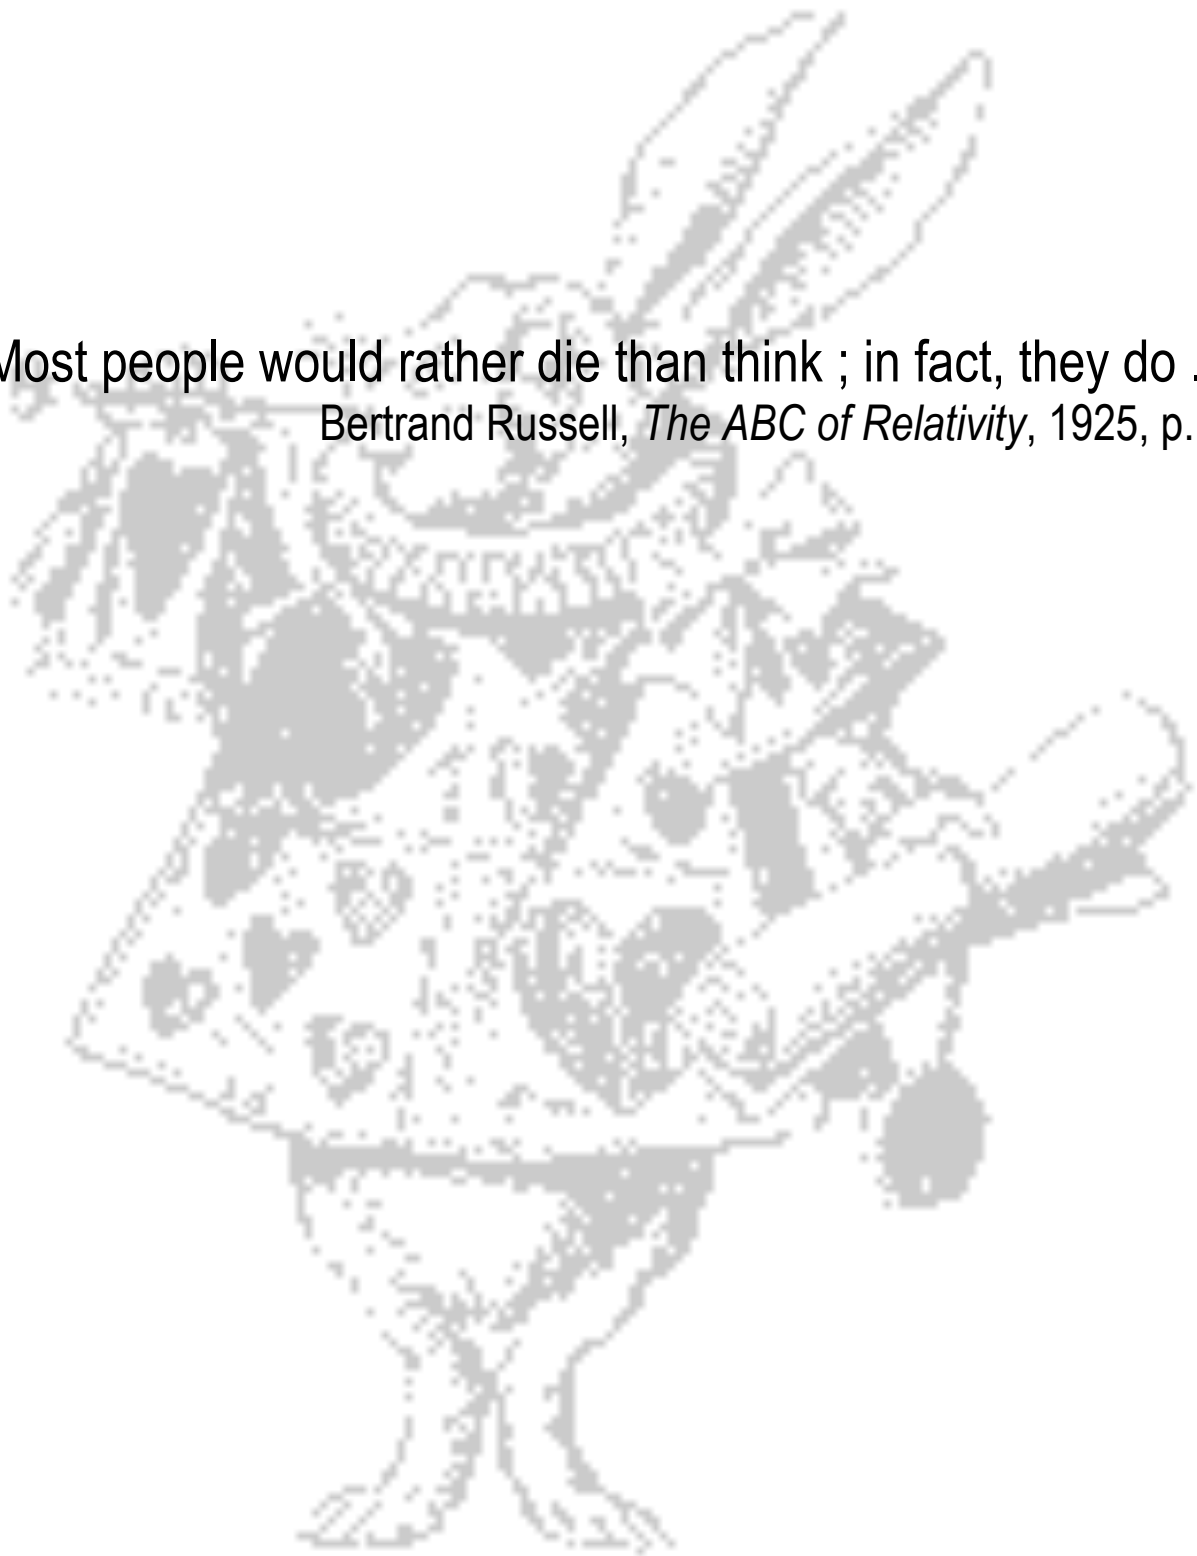 Most people would rather die than think ; in fact, they do .
Bertrand Russell, The ABC of Relativity, 1925, p.